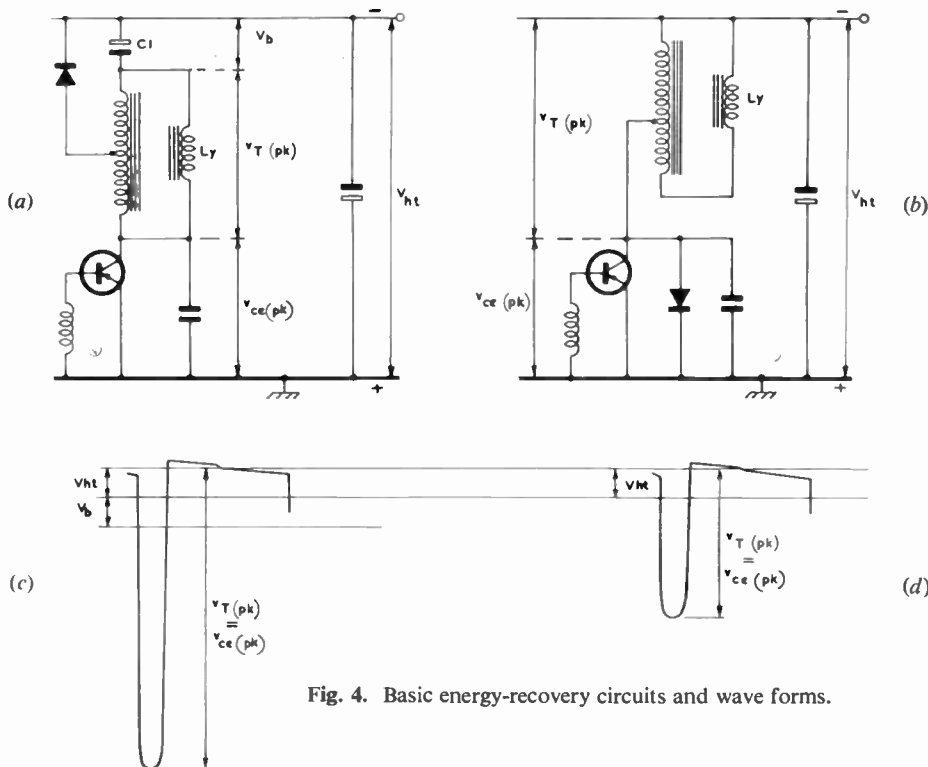 −
C1
Vb
vT (pk)
Ly
Vht
vce(pk)
+
(a)
−
vT (pk)
Ly
Vht
vce (pk)
+
(b)
Vht
Vb
vT (pk)
=
vce (pk)
(c)
Vht
vT (pk)
=
vce (pk)
(d)
Fig. 4. Basic energy-recovery circuits and wave forms.